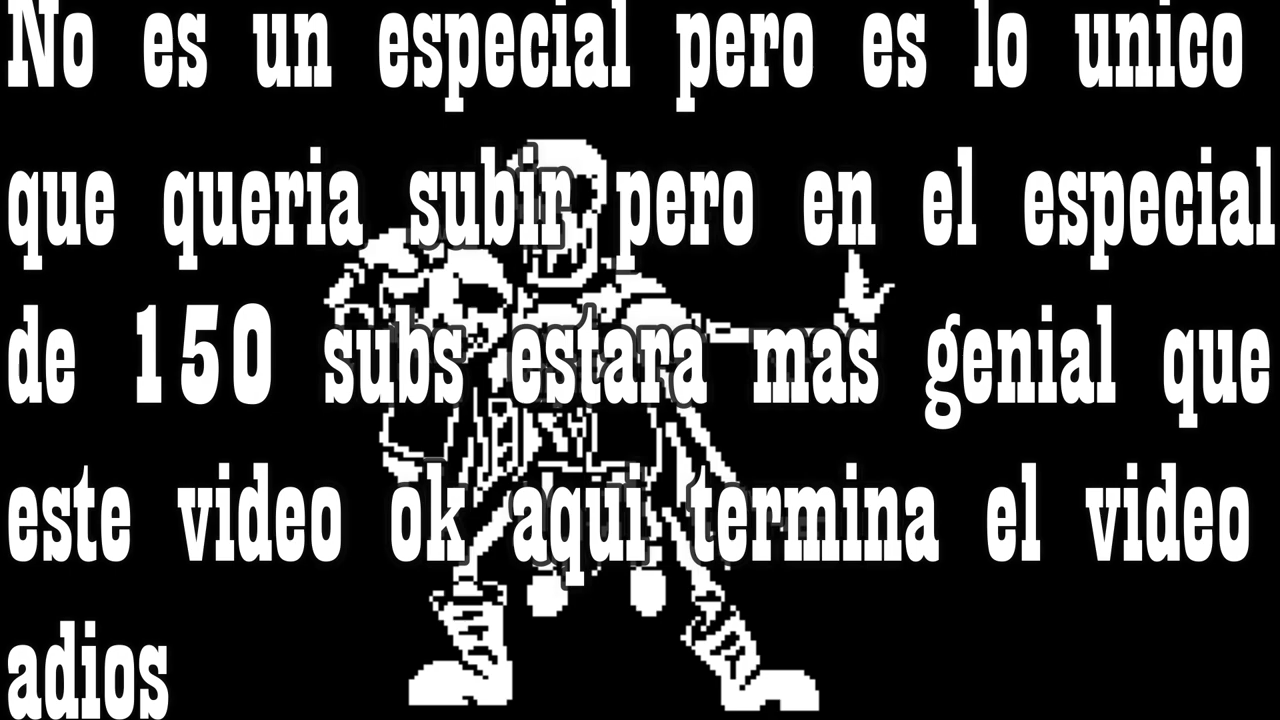 No es un especial pero es lo unico
que queria subir pero en el especial
de 150 subs estara mas genial que
este video ok aqui termina el video
adios